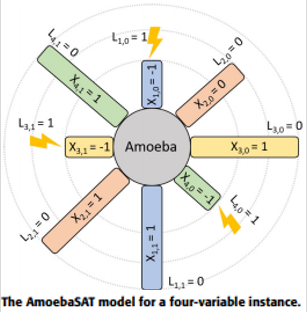 L1,0 = 1
X1,0 = -1
L2,0 = 0
X2,0 = 0
L3,0 = 0
X3,0 = 1
L4,0 = 1
X4,0 = -1
L1,1 = 0
X1,1 = 1
L2,1 = 0
X2,1 = 1
L3,1 = 1
X3,1 = -1
L4,1 = 0
X4,1 = 1
Amoeba
The AmoebaSAT model for a four-variable instance.